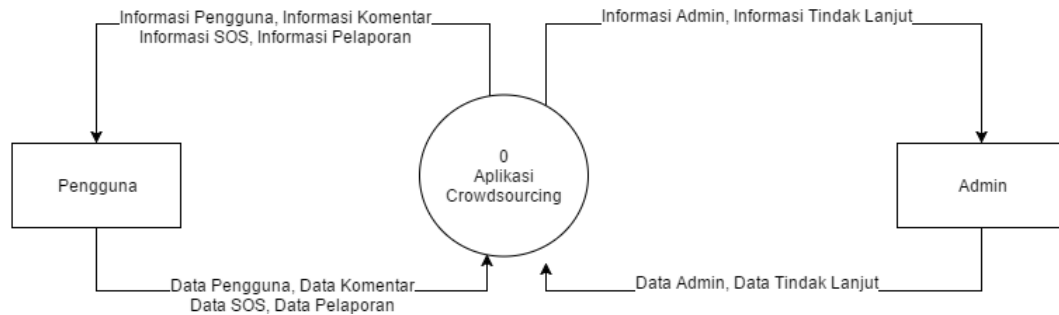 Informasi Pengguna, Informasi Komentar
Informasi SOS, Informasi Pelaporan
Informasi Admin, Informasi Tindak Lanjut
Pengguna
0
Aplikasi
Crowdsourcing
Admin
Data Pengguna, Data Komentar
Data SOS, Data Pelaporan
Data Admin, Data Tindak Lanjut